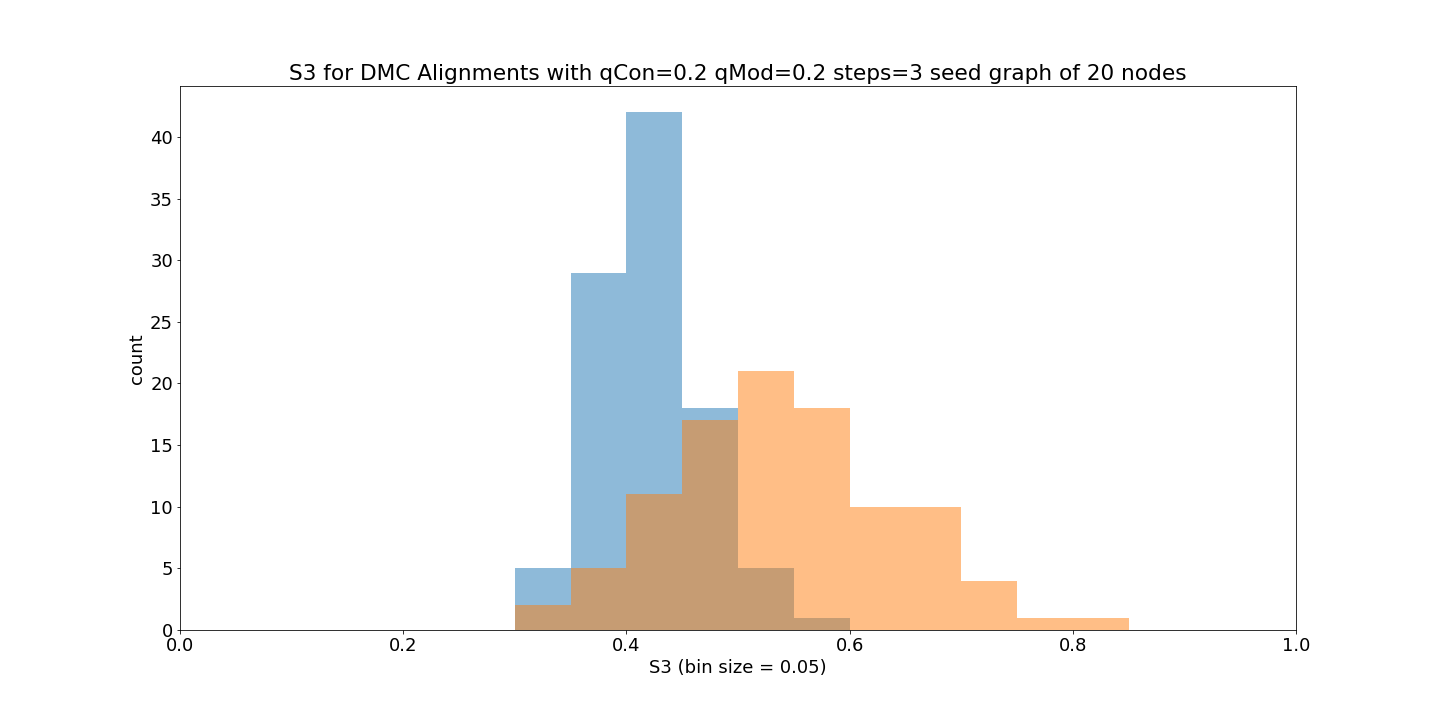 S3 for DMC Alignments with qCon=0.2 qMod=0.2 steps=3 seed graph of 20 nodes
count
40
35
30
25
20
15
10
5
0
0.0 0.2 0.4 0.6 0.8 1.0
S3 (bin size = 0.05)